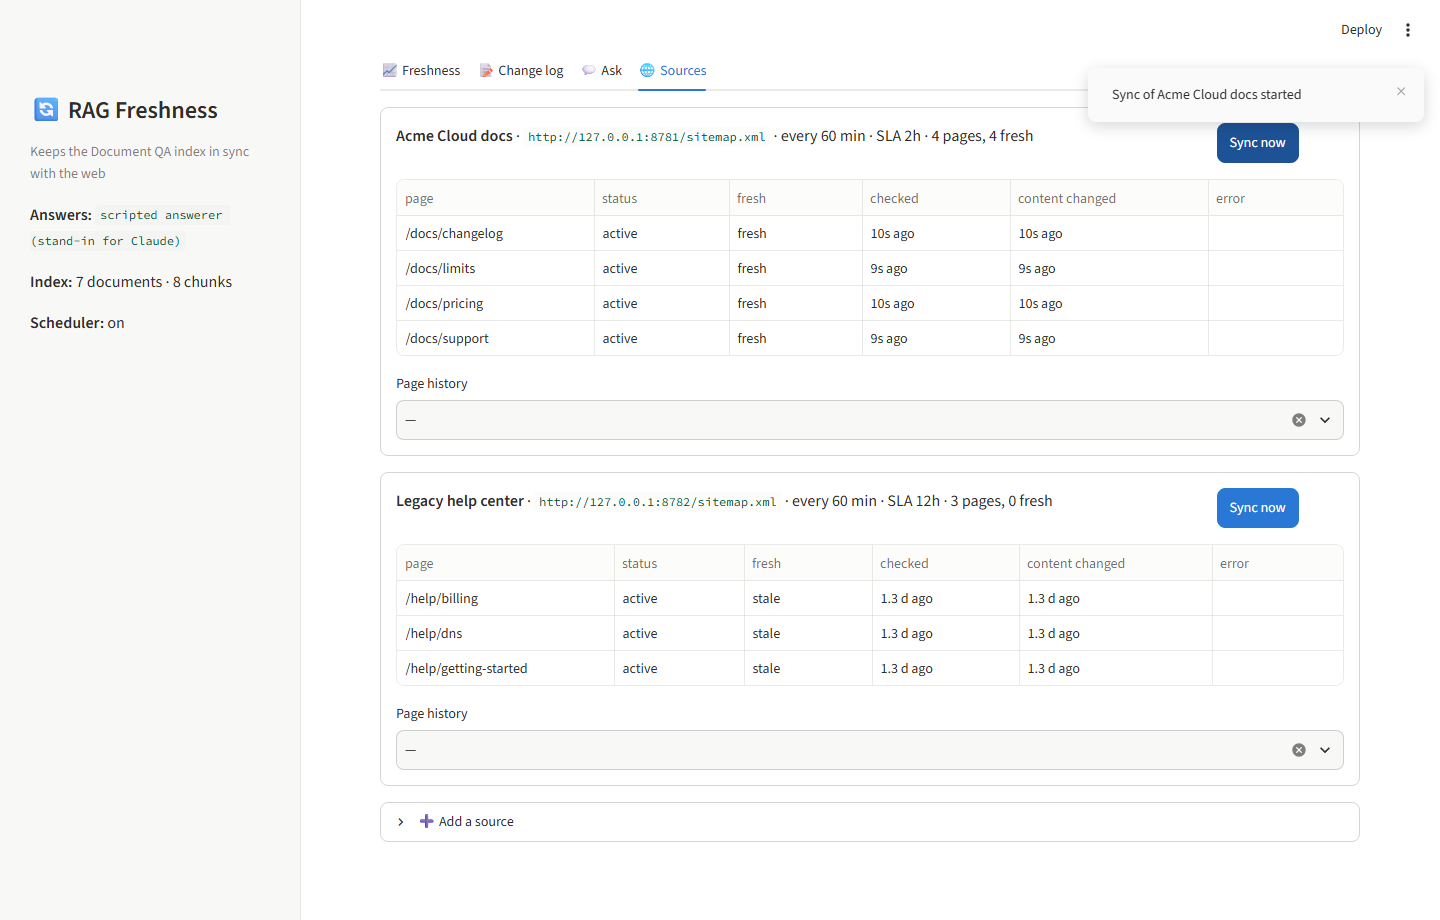 Deploy
RAG Freshness
Keeps the Document QA index in sync
with the web
Answers: scripted answerer
(stand-in for Claude)
Index: 7 documents · 8 chunks
Scheduler: on
Freshness Change log Ask Sources
Sync of Acme Cloud docs started
Acme Cloud docs · http://127.0.0.1:8781/sitemap.xml · every 60 min · SLA 2h · 4 pages, 4 fresh
Sync now
page status fresh checked content changed error
/docs/changelog active fresh 10s ago 10s ago
/docs/limits active fresh 9s ago 9s ago
/docs/pricing active fresh 10s ago 10s ago
/docs/support active fresh 9s ago 9s ago
Page history
—
Legacy help center · http://127.0.0.1:8782/sitemap.xml · every 60 min · SLA 12h · 3 pages, 0 fresh
Sync now
page status fresh checked content changed error
/help/billing active stale 1.3 d ago 1.3 d ago
/help/dns active stale 1.3 d ago 1.3 d ago
/help/getting-started active stale 1.3 d ago 1.3 d ago
Page history
—
Add a source